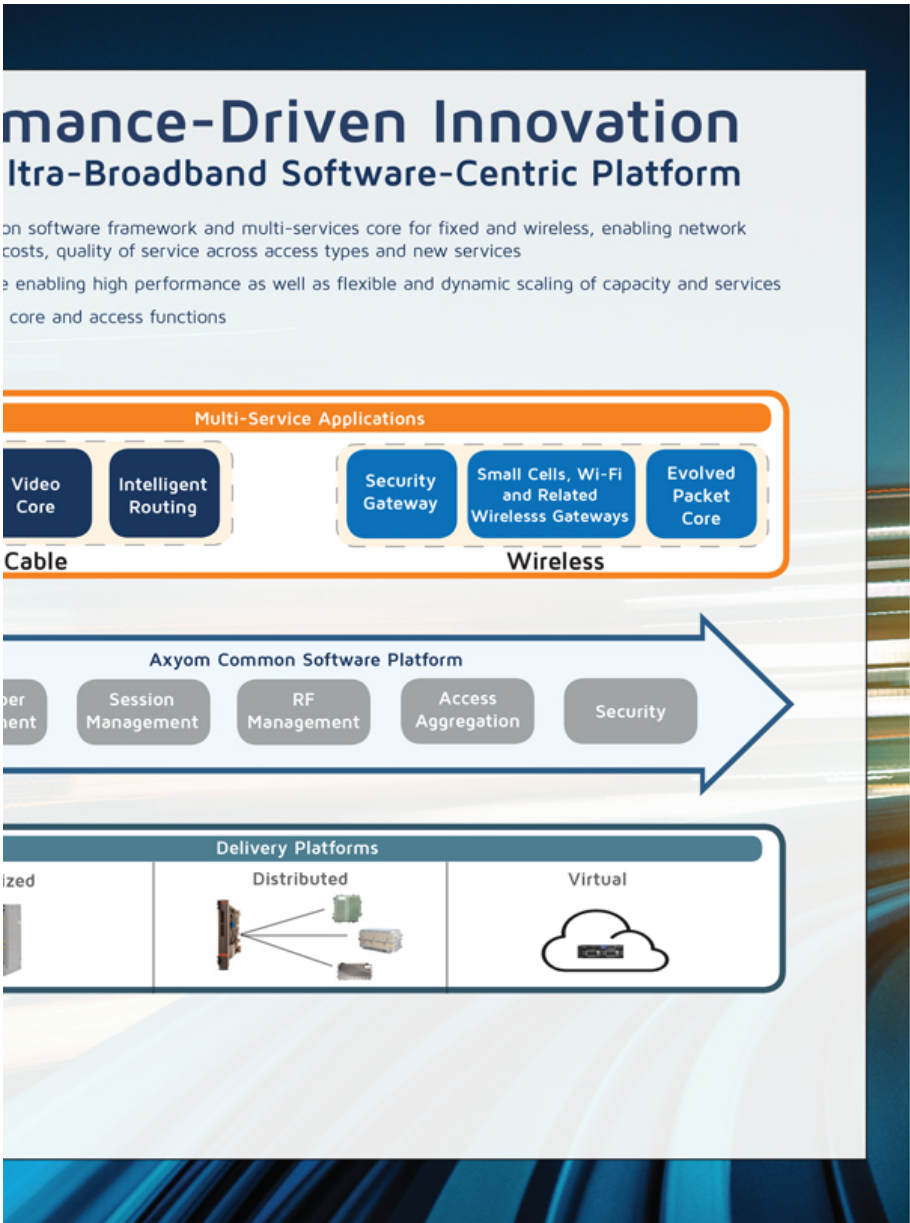 mance-Driven Innovation
ltra-Broadband Software-Centric Platform
on software framework and multi-services core for fixed and wireless, enabling network
costs, quality of service across access types and new services
e enabling high performance as well as flexible and dynamic scaling of capacity and services
core and access functions
Multi-Service Applications
Video
Core
Intelligent
Routing
Security
Gateway
Small Cells, Wi-Fi
and Related
Wirelesss Gateways
Evolved
Packet
Core
Cable
Wireless
Axyom Common Software Platform
ber
ment
Session
Management
RF
Management
Access
Aggregation
Security
Delivery Platforms
ized
Distributed
Virtual